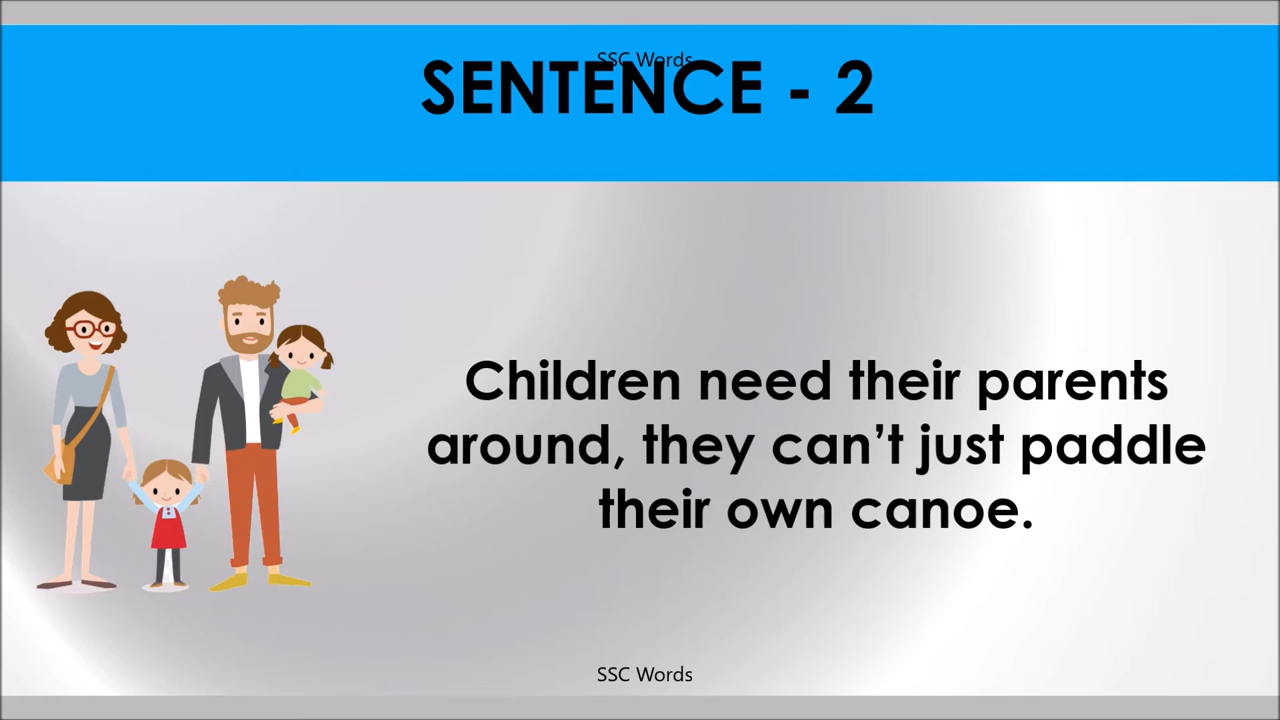 SSC Words
SENTENCE - 2
Children need their parents
around, they can’t just paddle
their own canoe.
SSC Words